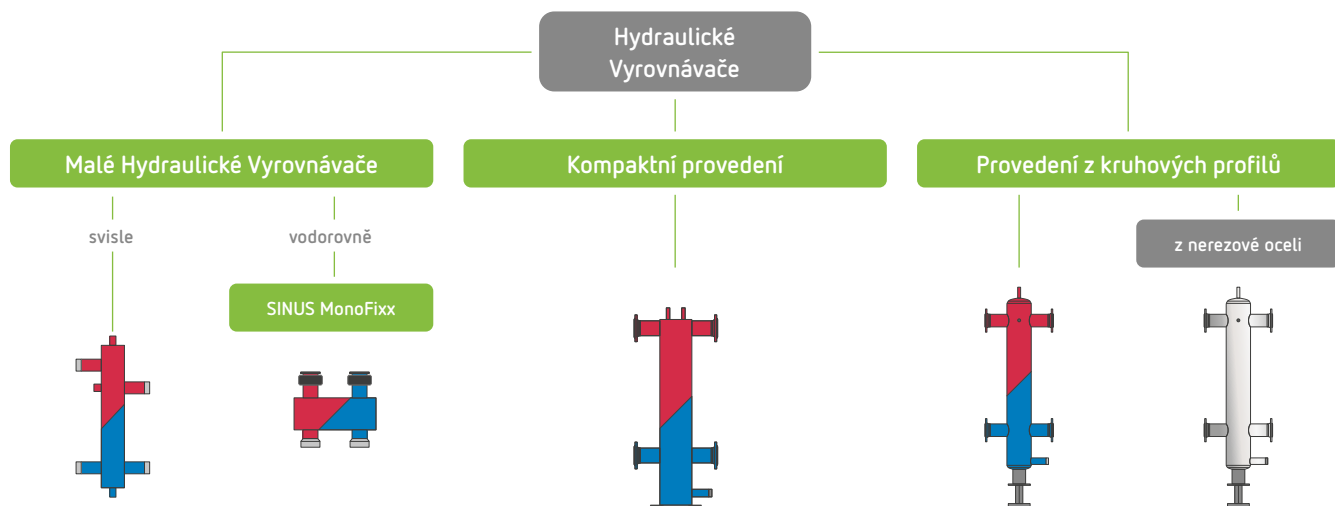 Hydraulické
Vyrovnávače
Malé Hydraulické Vyrovnávače
Kompaktní provedení
Provedení z kruhových profilů
svisle
vodorovně
z nerezové oceli
SINUS MonoFixx